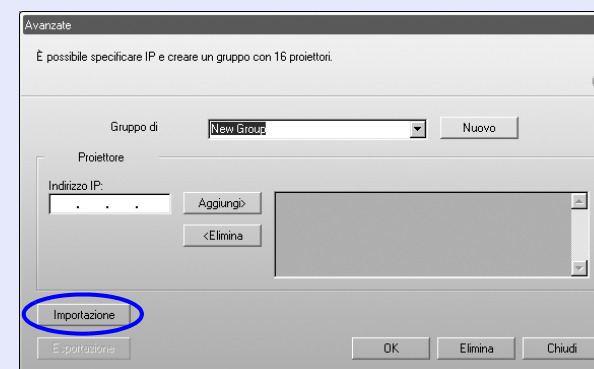 Avanzate
È possibile specificare IP e creare un gruppo con 16 proiettori.
Gruppo di New Group Nuovo
Proiettore
Indirizzo IP:
. . . Aggiungi>
<Elimina
Importazione
Esportazione OK Elimina Chiudi